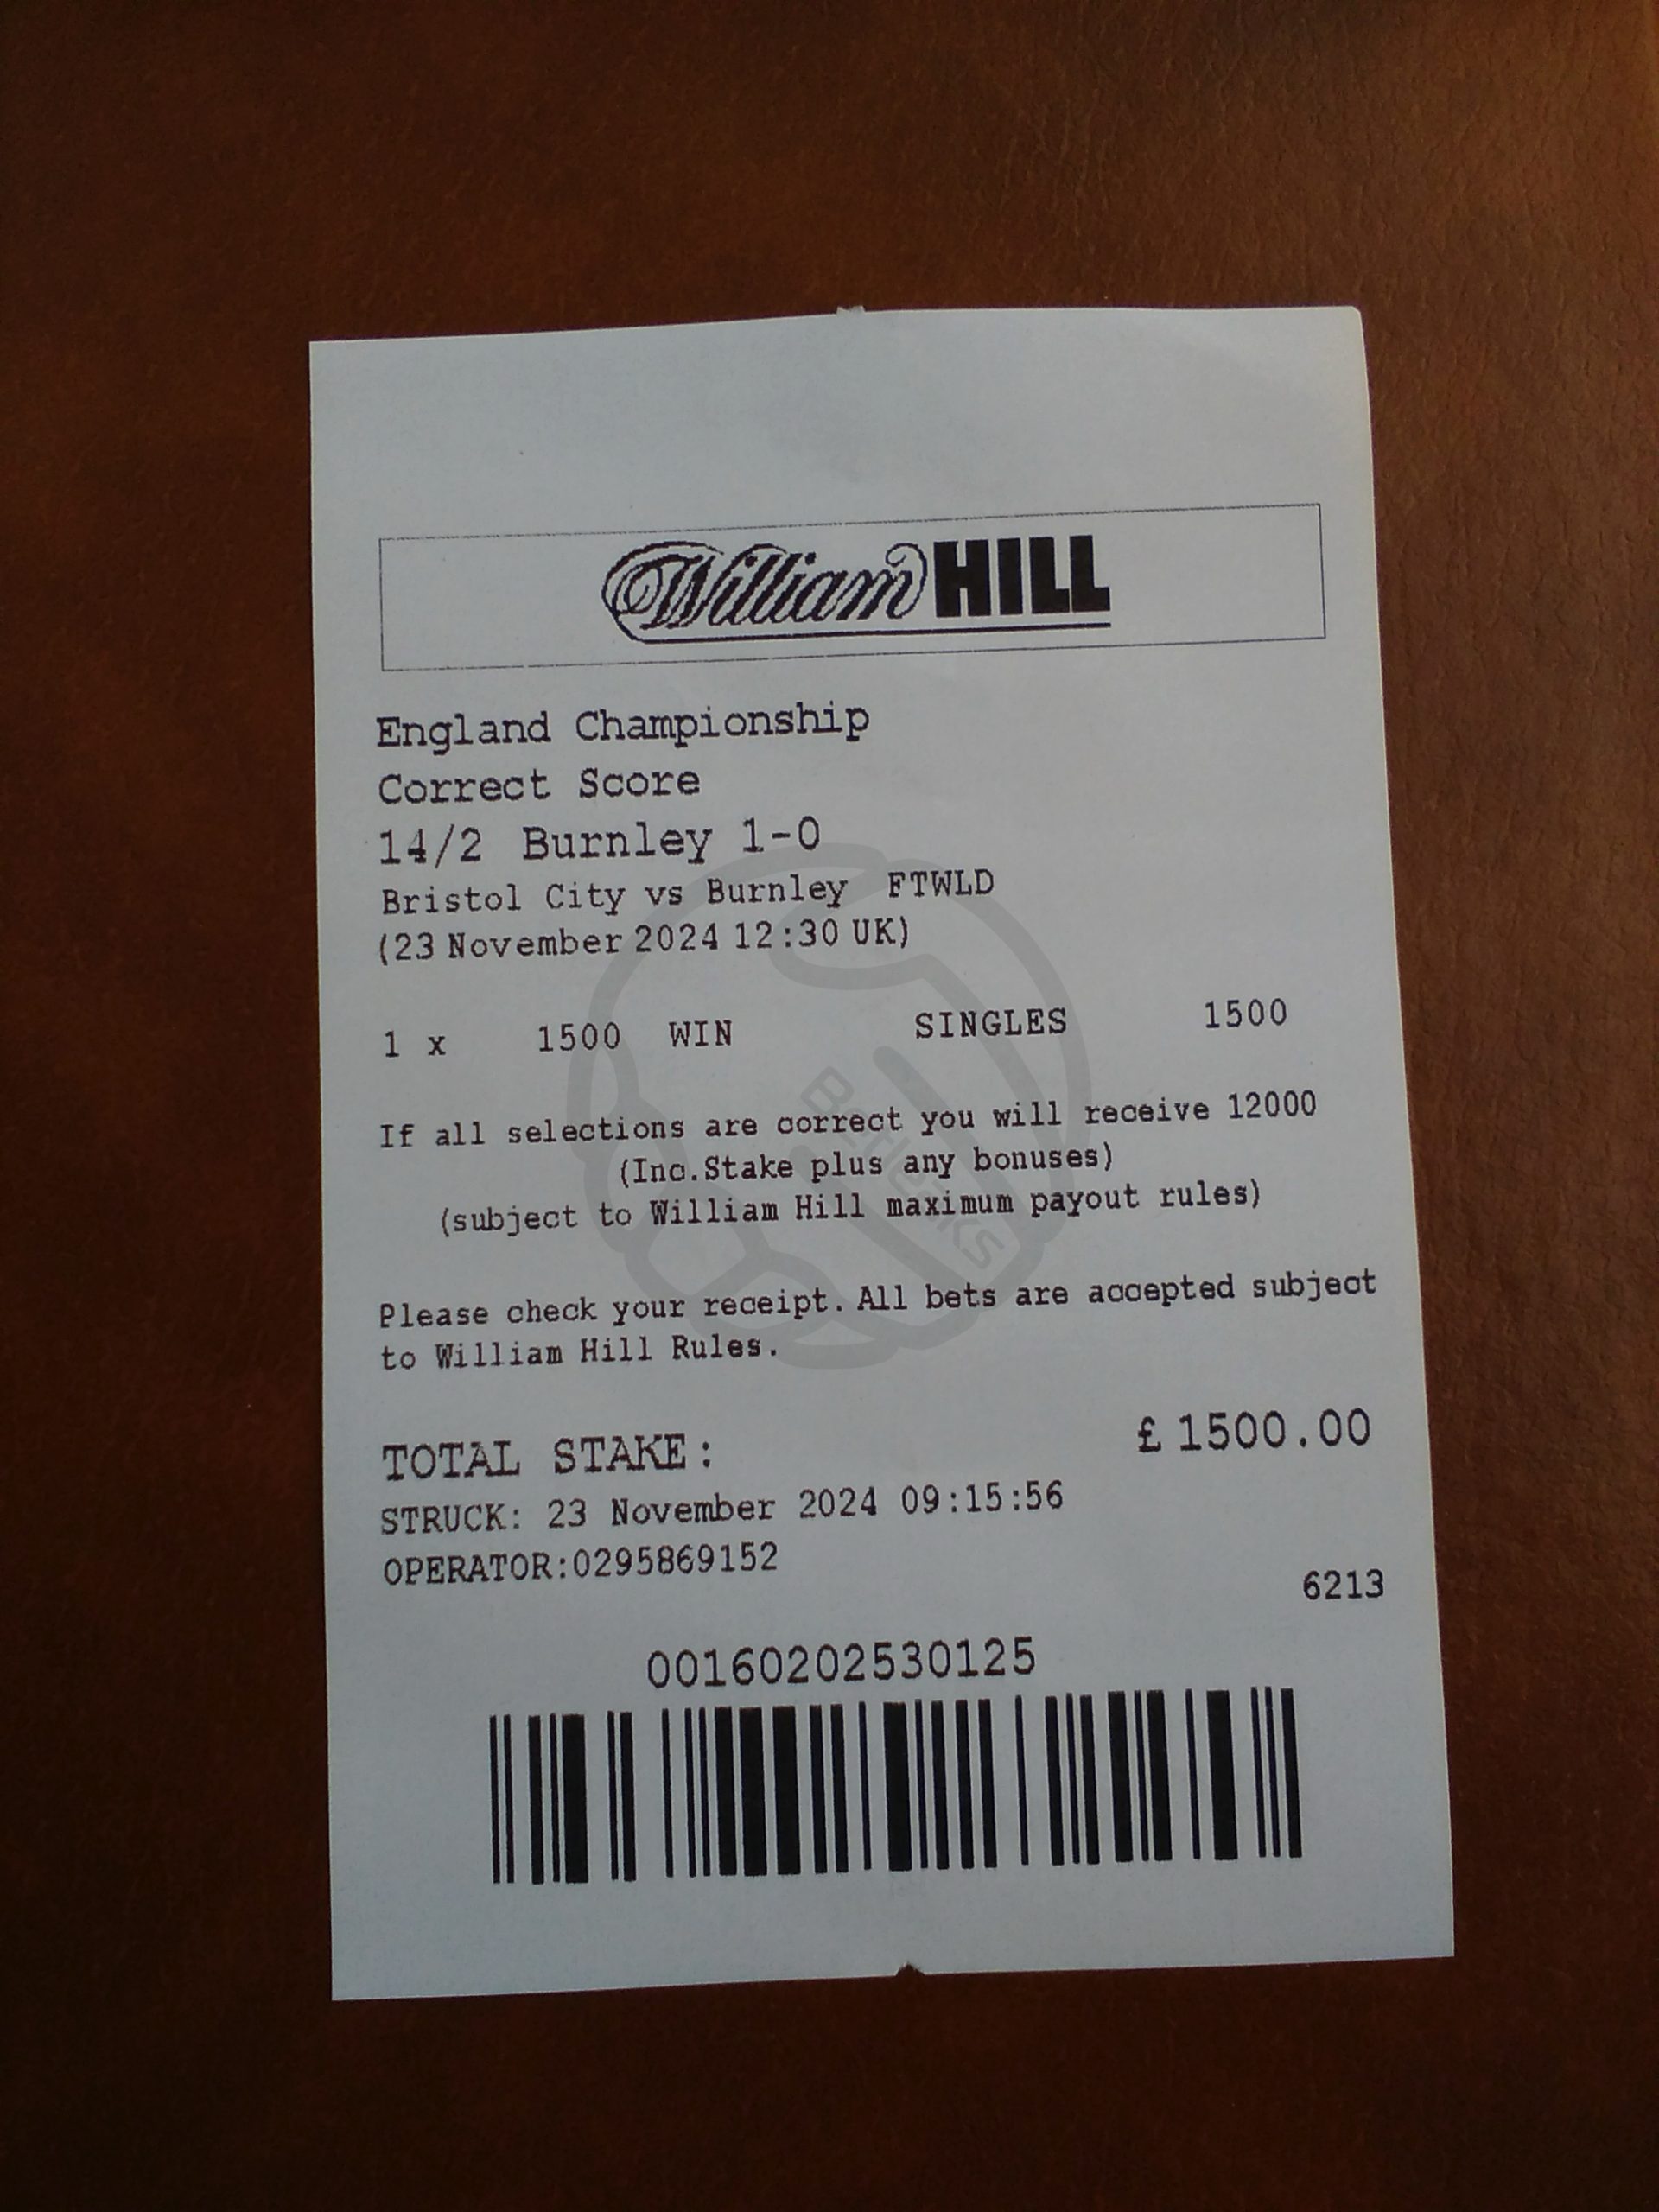 William HILL
England Championship
Correct Score
14/2 Burnley 1-0
Bristol City vs Burnley FTWLD
(23 November 2024 12:30 UK)
1 x 1500 WIN SINGLES 1500
If all selections are correct you will receive 12000
(Inc.Stake plus any bonuses)
(subject to William Hill maximum payout rules)
Please check your receipt. All bets are accepted subject
to William Hill Rules.
TOTAL STAKE: £ 1500.00
STRUCK: 23 November 2024 09:15:56
OPERATOR:0295869152
6213
00160202530125